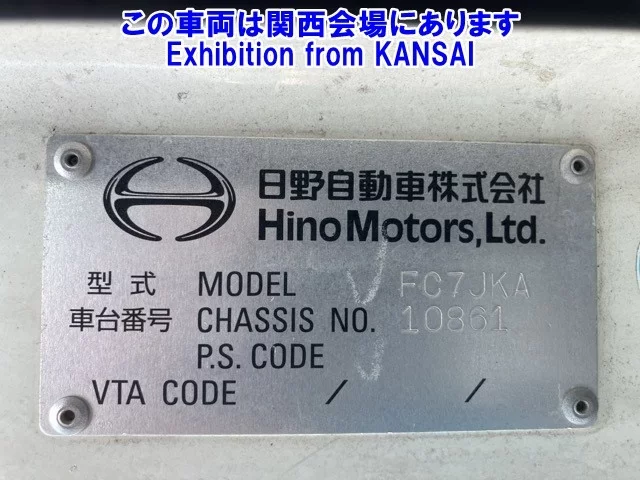 この車両は関西会場にあります
Exhibition from KANSAI
日野自動車株式会社
Hino Motors, Ltd.
型式 MODEL FC7JKA
車台番号 CHASSIS NO. 10861
P.S. CODE
VTA CODE / /